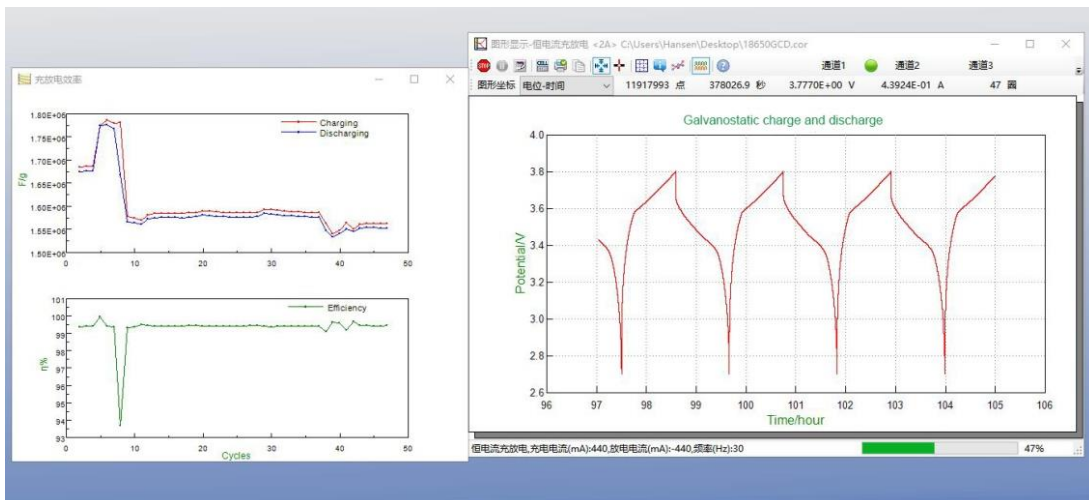 充放电效率
1.80E+06
1.70E+06
1.65E+06
1.60E+06
1.55E+06
1.50E+06
F/g
Charging
Discharging
0 10 20 30 40 50
101
100
99
98
97
96
95
94
93
η%
Efficiency
0 10 20 30 40 50
Cycles
图形显示-恒电流充放电 <2A> C:\Users\Hansen\Desktop\18650GCD.cor
STOP
通道1 通道2 通道3
图形坐标 电位-时间 11917993 点 378026.9 秒 3.7770E+00 V 4.3924E-01 A 47 圈
Galvanostatic charge and discharge
4.0
3.8
3.6
3.4
3.2
3.0
2.8
2.6
Potential/V
96 97 98 99 100 101 102 103 104 105 106
Time/hour
恒电流充放电,充电电流(mA):440,放电电流(mA):-440,频率(Hz):30
47%